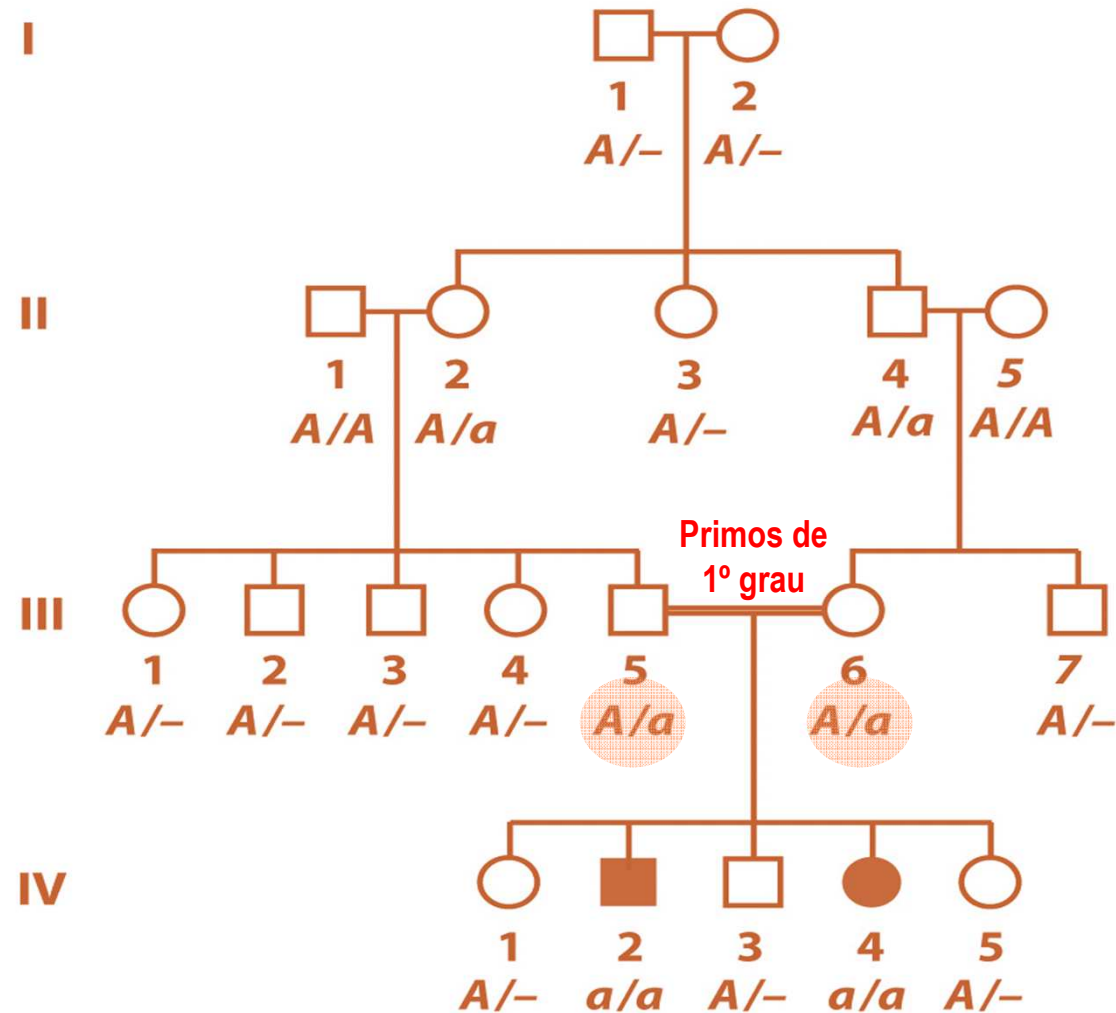 I
1 2
A/– A/–
II
1 2 3 4 5
A/A A/a A/– A/a A/A
Primos de
1º grau
III
1 2 3 4 5 6 7
A/– A/– A/– A/– A/a A/a A/–
IV
1 2 3 4 5
A/– a/a A/– a/a A/–